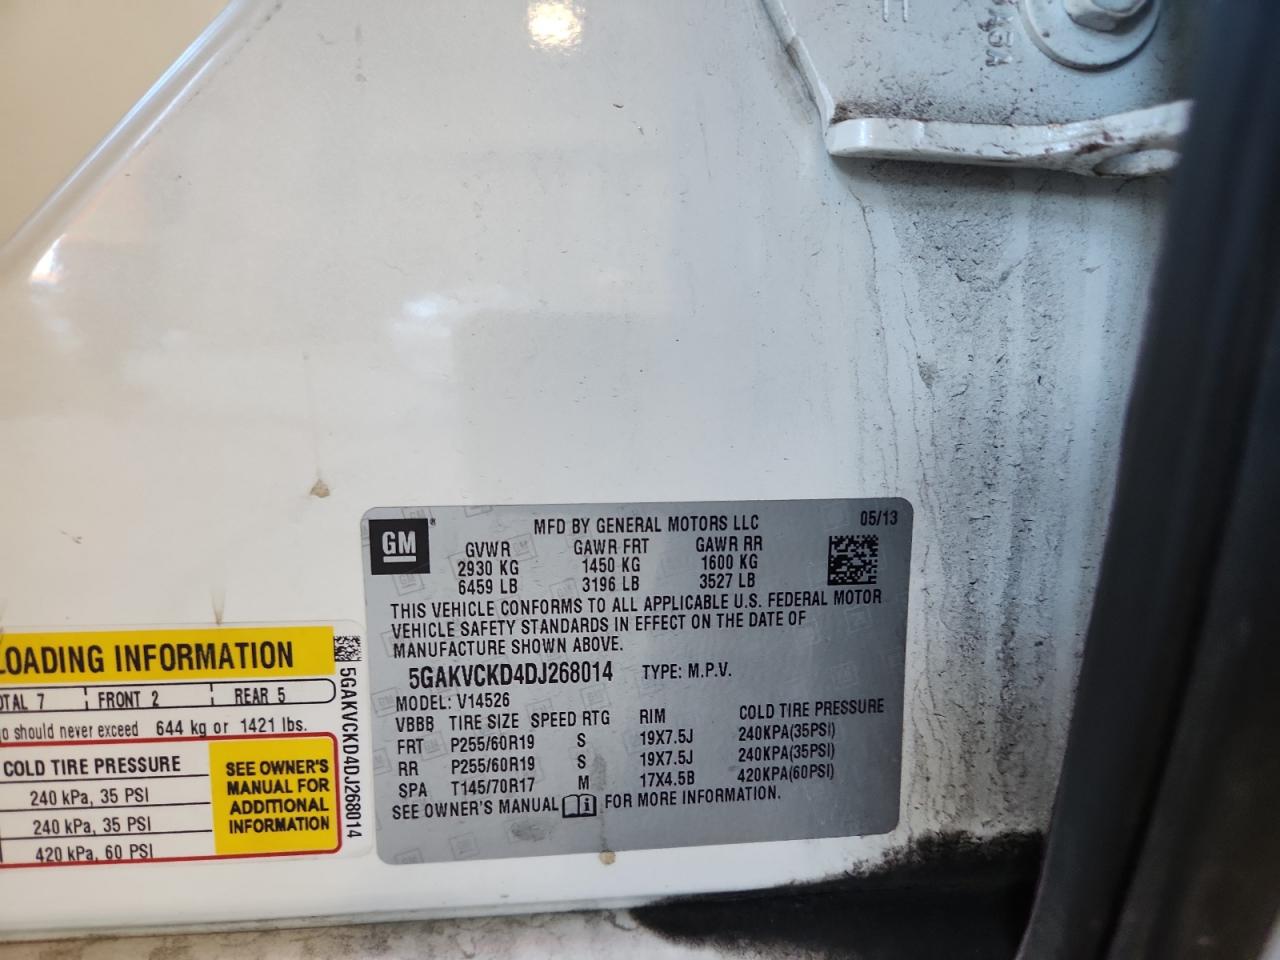 11
AGA
GM
MFD BY GENERAL MOTORS LLC 05/13
GVWR GAWR FRT GAWR RR
2930 KG 1450 KG 1600 KG
6459 LB 3196 LB 3527 LB
THIS VEHICLE CONFORMS TO ALL APPLICABLE U.S. FEDERAL MOTOR
VEHICLE SAFETY STANDARDS IN EFFECT ON THE DATE OF
MANUFACTURE SHOWN ABOVE.
5GAKVCKD4DJ268014 TYPE: M.P.V.
MODEL: V14526
VBBB TIRE SIZE SPEED RTG RIM COLD TIRE PRESSURE
FRT P255/60R19 S 19X7.5J 240KPA(35PSI)
RR P255/60R19 S 19X7.5J 240KPA(35PSI)
SPA T145/70R17 M 17X4.5B 420KPA(60PSI)
SEE OWNER'S MANUAL FOR MORE INFORMATION.
LOADING INFORMATION
OTAL 7 FRONT 2 REAR 5
o should never exceed 644 kg or 1421 lbs.
COLD TIRE PRESSURE
240 kPa, 35 PSI
240 kPa, 35 PSI
420 kPa, 60 PSI
SEE OWNER'S
MANUAL FOR
ADDITIONAL
INFORMATION
5GAKVCKD4DJ268014